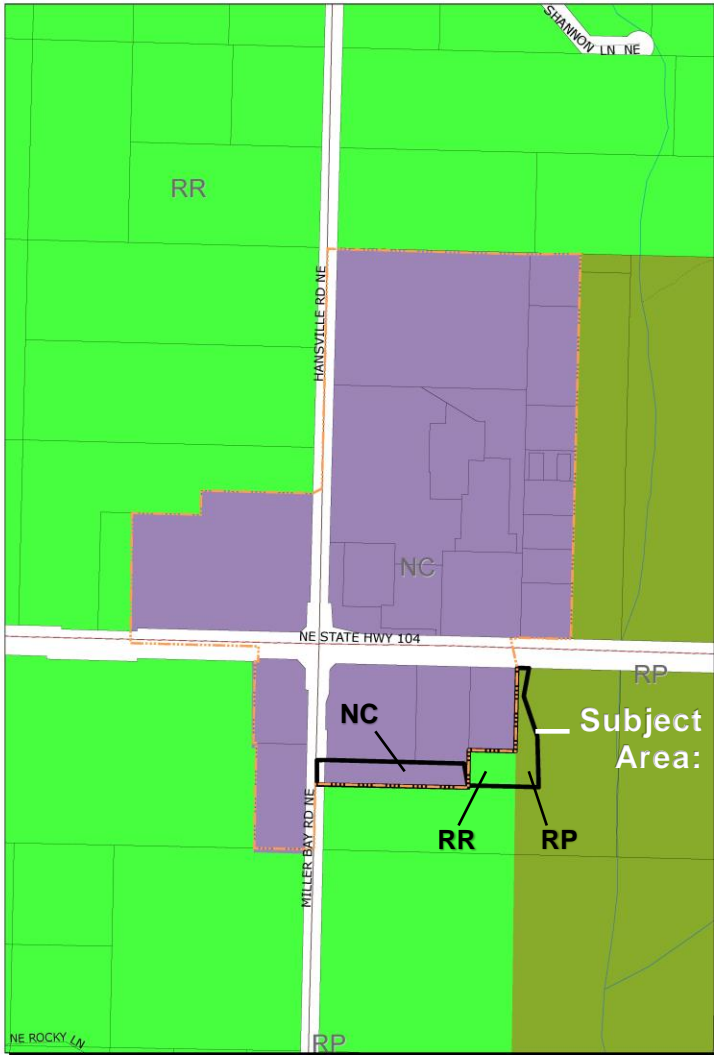 SHANNON LN NE
RR
HANSVILLE RD NE
NC
NE STATE HWY 104
RP
NC
Subject
Area:
RR
RP
MILLER BAY RD NE
NE ROCKY LN
RP